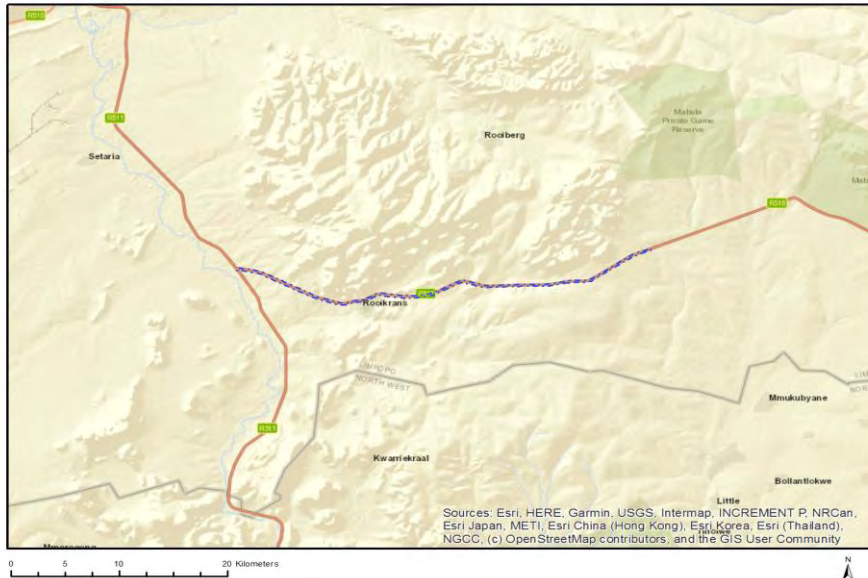 R510
R511
Setaria
Rooiberg
Mabula
Private Game
Reserve
R516
Rooikrans
LIMPOPO
NORTH WEST
Mmukubyane
R511
Kwarriekraal
Bollantlokwe
Little
Sources: Esri, HERE, Garmin, USGS, Intermap, INCREMENT P, NRCan,
Esri Japan, METI, Esri China (Hong Kong), Esri Korea, Esri (Thailand),
NGCC, (c) OpenStreetMap contributors, and the GIS User Community
0 5 10 20 Kilometers
N